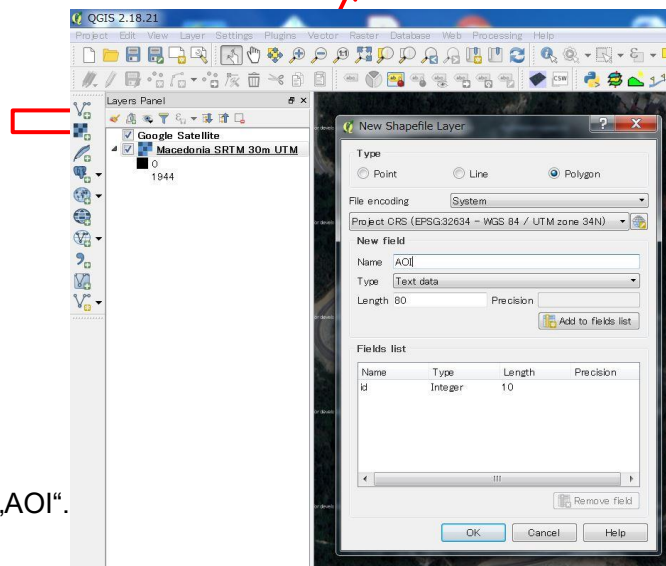 QGIS 2.18.21
Project Edit View Layer Settings Plugins Vector Raster Database Web Processing Help
CSW
Layers Panel
Google Satellite
Macedonia SRTM 30m UTM
0
1944
New Shapefile Layer
Type
Point Line Polygon
File encoding System
Project CRS (EPSG:32634 - WGS 84 / UTM zone 34N)
New field
Name AOI
Type Text data
Length 80 Precision
Add to fields list
Fields list
Name Type Length Precision
id Integer 10
Remove field
OK Cancel Help
„AOI“.